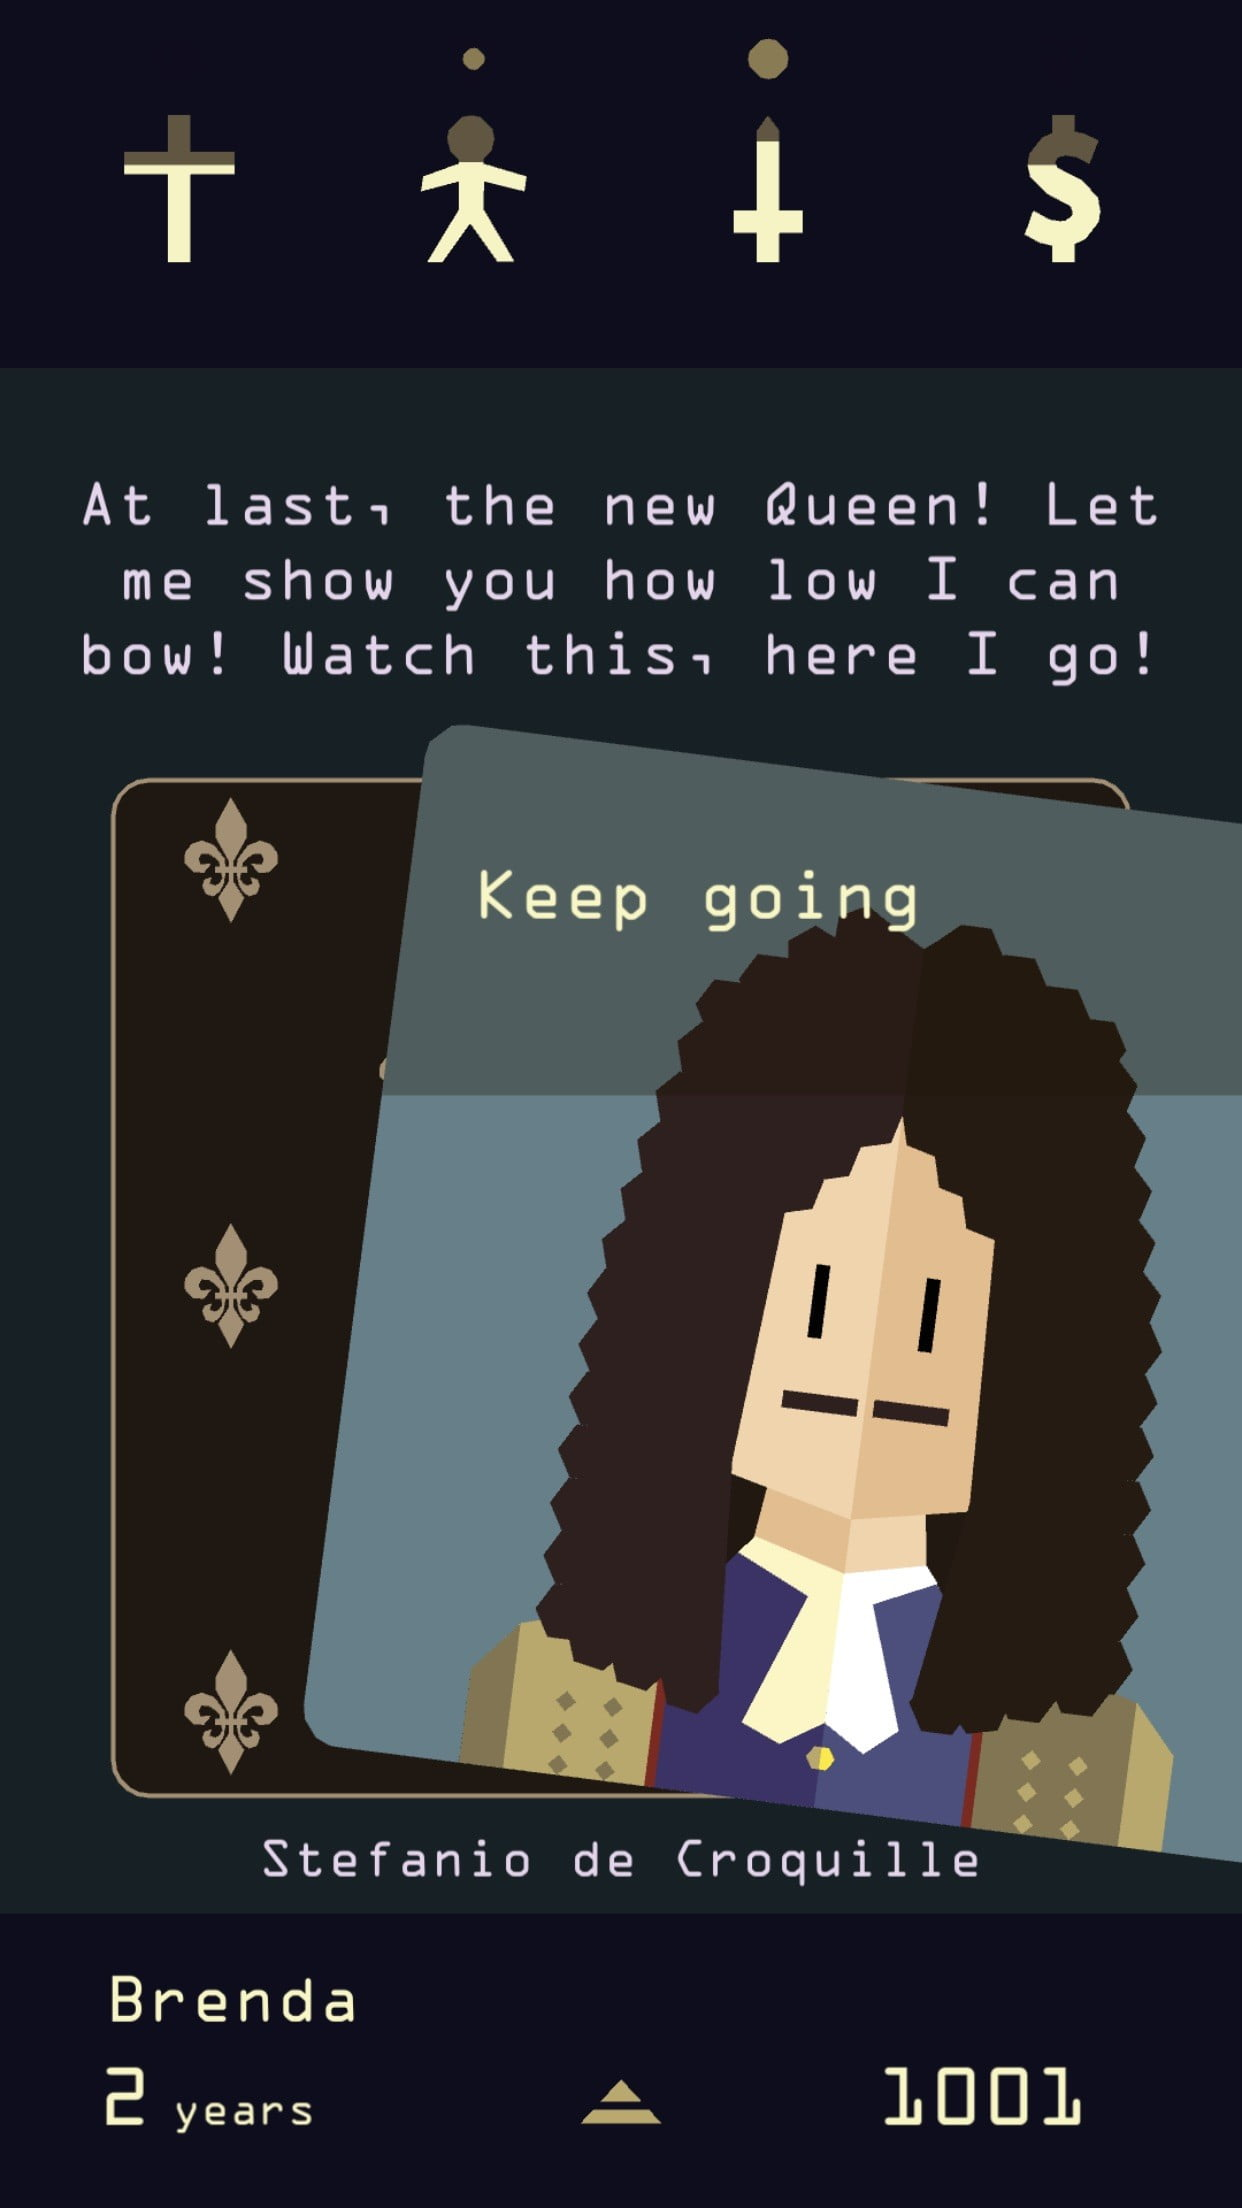 At last, the new Queen! Let
me show you how low I can
bow! Watch this, here I go!
Keep going
Stefanio de Croquille
Brenda
2 years
1001